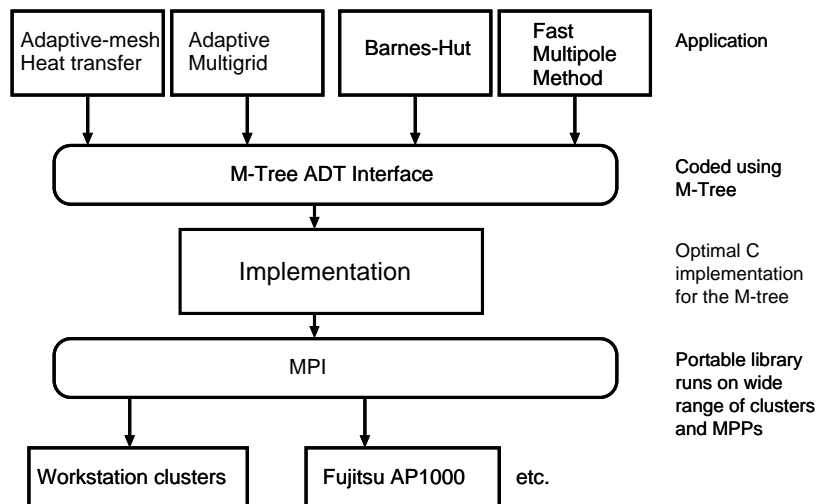 Adaptive-mesh
Heat transfer
Adaptive
Multigrid
Barnes-Hut
Fast
Multipole
Method
Application
M-Tree ADT Interface
Coded using
M-Tree
Implementation
Optimal C
implementation
for the M-tree
MPI
Portable library
runs on wide
range of clusters
and MPPs
Workstation clusters
Fujitsu AP1000
etc.